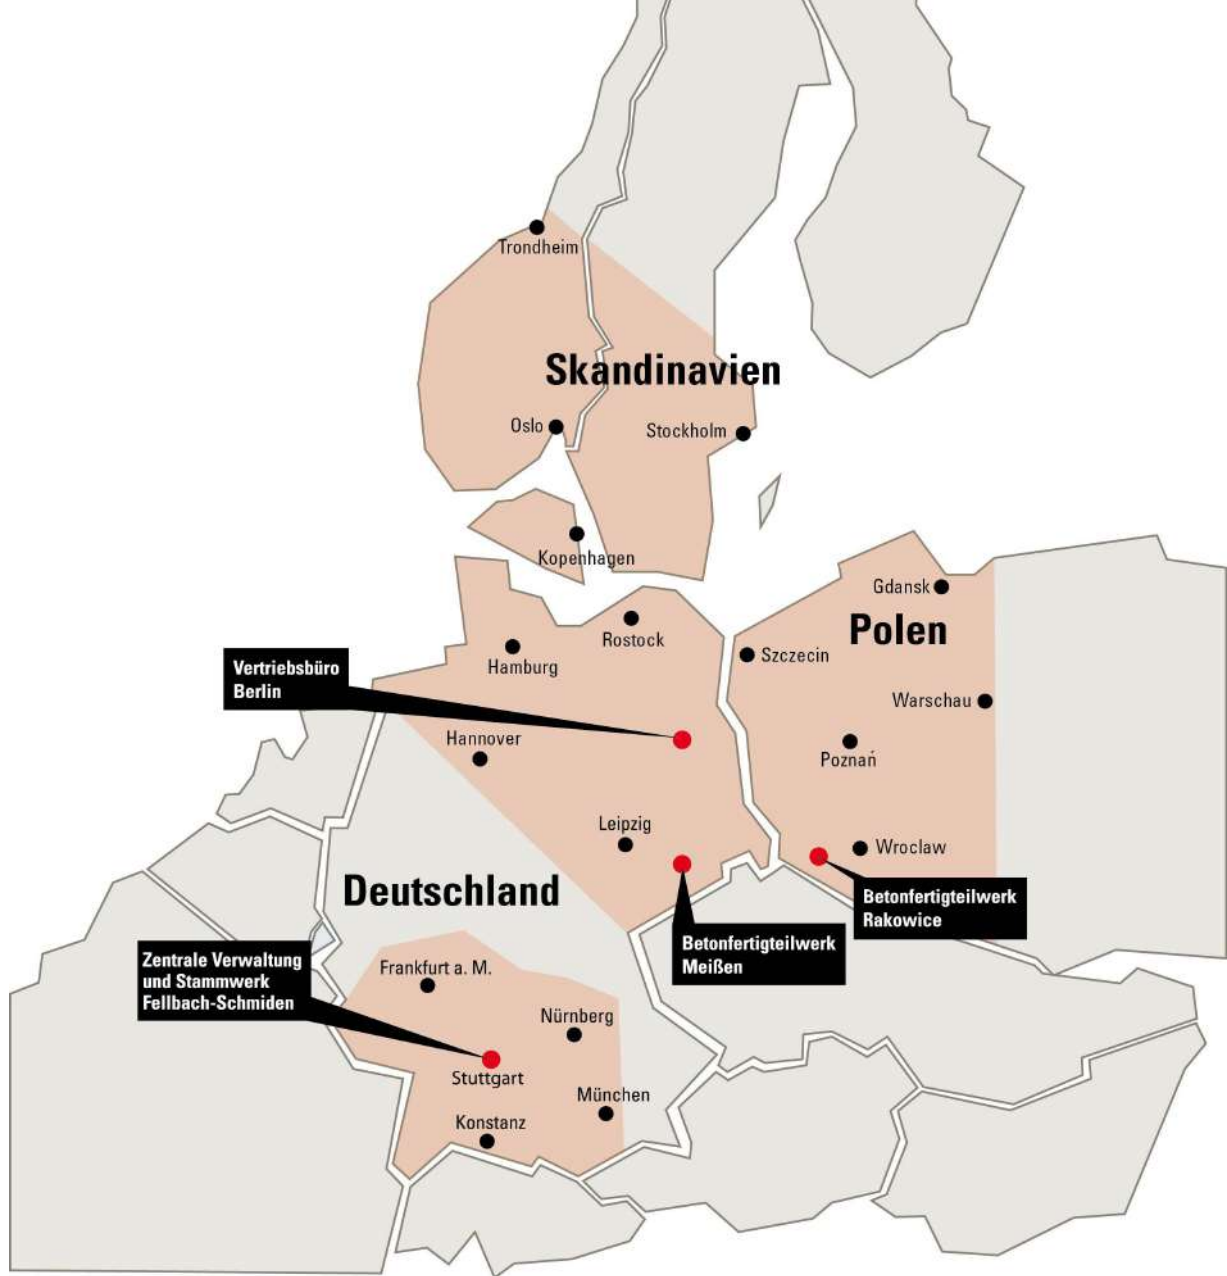 Trondheim
Skandinavien
Oslo
Stockholm
Kopenhagen
Gdansk
Polen
Rostock
Szczecin
Hamburg
Vertriebsbüro
Berlin
Warschau
Hannover
Poznań
Leipzig
Wroclaw
Deutschland
Betonfertigteilwerk
Rakowice
Betonfertigteilwerk
Meißen
Zentrale Verwaltung
und Stammwerk
Fellbach-Schmiden
Frankfurt a. M.
Nürnberg
Stuttgart
München
Konstanz